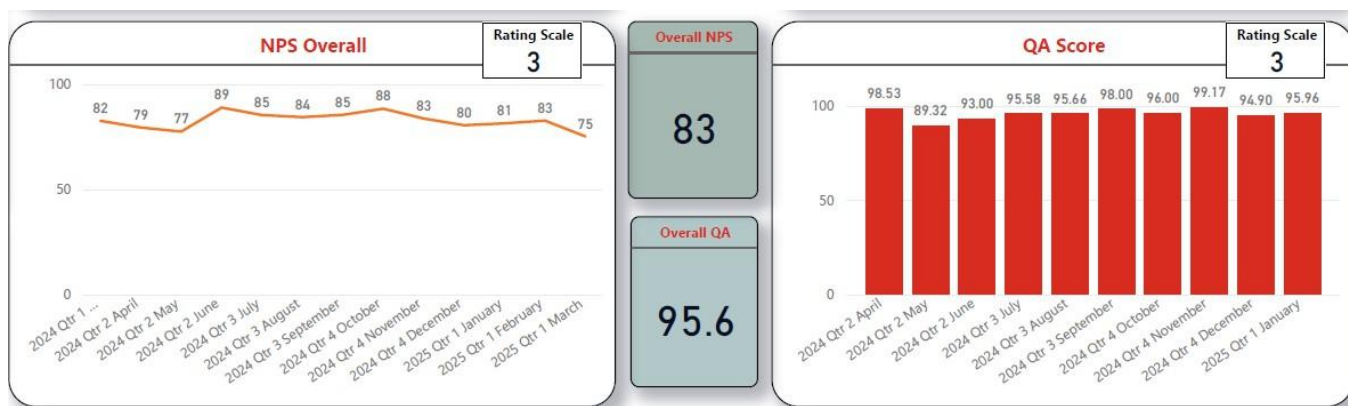 NPS Overall
Rating Scale
3
100
50
0
82
79
77
89
85
84
85
88
83
80
81
83
75
2024 Qtr 1 ...
2024 Qtr 2 April
2024 Qtr 2 May
2024 Qtr 2 June
2024 Qtr 3 July
2024 Qtr 3 August
2024 Qtr 3 September
2024 Qtr 4 October
2024 Qtr 4 November
2024 Qtr 4 December
2025 Qtr 1 January
2025 Qtr 1 February
2025 Qtr 1 March
Overall NPS
83
Overall QA
95.6
QA Score
Rating Scale
3
100
50
0
98.53
89.32
93.00
95.58
95.66
98.00
96.00
99.17
94.90
95.96
2024 Qtr 2 April
2024 Qtr 2 May
2024 Qtr 2 June
2024 Qtr 3 July
2024 Qtr 3 August
2024 Qtr 3 September
2024 Qtr 4 October
2024 Qtr 4 November
2024 Qtr 4 December
2025 Qtr 1 January